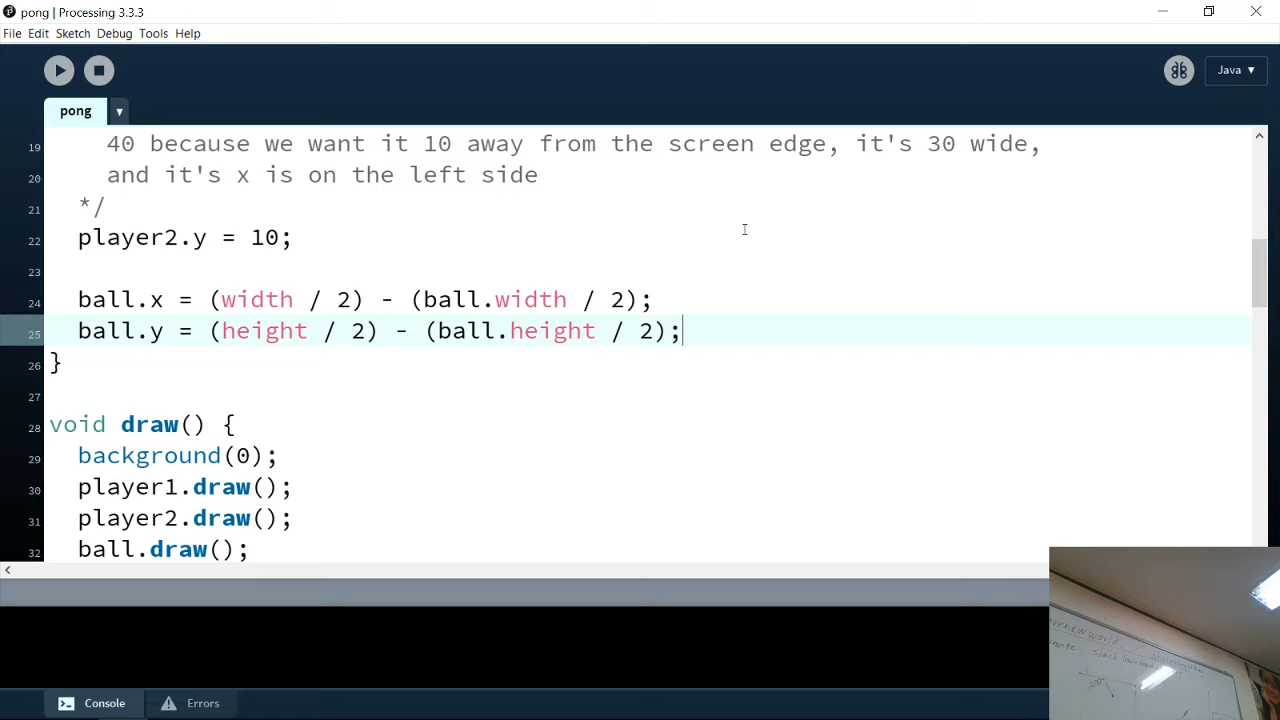 pong | Processing 3.3.3
File Edit Sketch Debug Tools Help
Java ▼
pong ▼
19 40 because we want it 10 away from the screen edge, it's 30 wide,
20 and it's x is on the left side
21 */
22 player2.y = 10;
23
24 ball.x = (width / 2) - (ball.width / 2);
25 ball.y = (height / 2) - (ball.height / 2);
26 }
27
28 void draw() {
29 background(0);
30 player1.draw();
31 player2.draw();
32 ball.draw();
invite slack
Console Errors